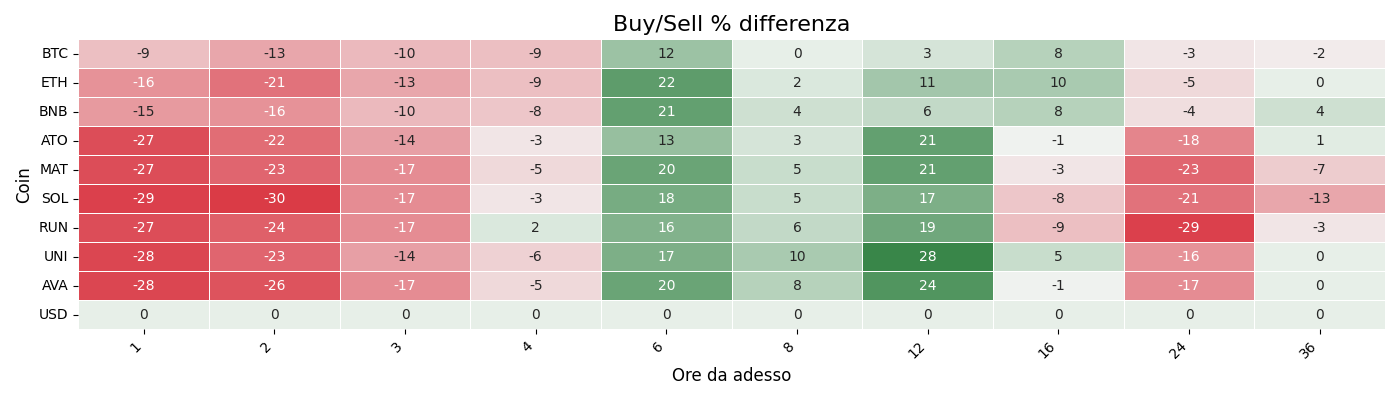 Buy/Sell % differenza
Coin
BTC -9 -13 -10 -9 12 0 3 8 -3 -2
ETH -16 -21 -13 -9 22 2 11 10 -5 0
BNB -15 -16 -10 -8 21 4 6 8 -4 4
ATO -27 -22 -14 -3 13 3 21 -1 -18 1
MAT -27 -23 -17 -5 20 5 21 -3 -23 -7
SOL -29 -30 -17 -3 18 5 17 -8 -21 -13
RUN -27 -24 -17 2 16 6 19 -9 -29 -3
UNI -28 -23 -14 -6 17 10 28 5 -16 0
AVA -28 -26 -17 -5 20 8 24 -1 -17 0
USD 0 0 0 0 0 0 0 0 0 0
1 2 3 4 6 8 12 16 24 36
Ore da adesso